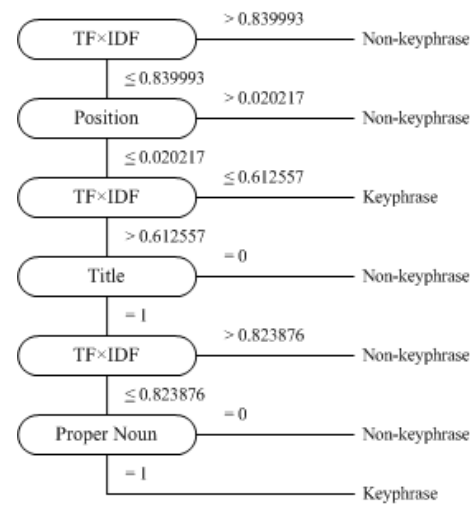 > 0.839993
TF×IDF
Non-keyphrase
≤ 0.839993
> 0.020217
Position
Non-keyphrase
≤ 0.020217
≤ 0.612557
TF×IDF
Keyphrase
> 0.612557
= 0
Title
Non-keyphrase
= 1
> 0.823876
TF×IDF
Non-keyphrase
≤ 0.823876
= 0
Proper Noun
Non-keyphrase
= 1
Keyphrase